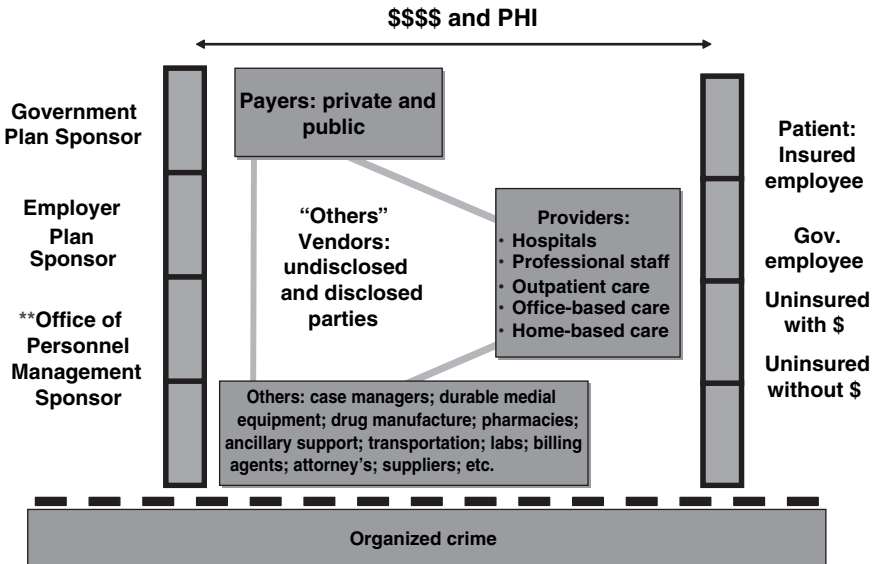 $$$$ and PHI
Government
Plan Sponsor
Employer
Plan
Sponsor
**Office of
Personnel
Management
Sponsor
Payers: private and
public
“Others”
Vendors:
undisclosed
and disclosed
parties
Providers:
• Hospitals
• Professional staff
• Outpatient care
• Office-based care
• Home-based care
Others: case managers; durable medial
equipment; drug manufacture; pharmacies;
ancillary support; transportation; labs; billing
agents; attorney's; suppliers; etc.
Patient:
Insured
employee
Gov.
employee
Uninsured
with $
Uninsured
without $
Organized crime